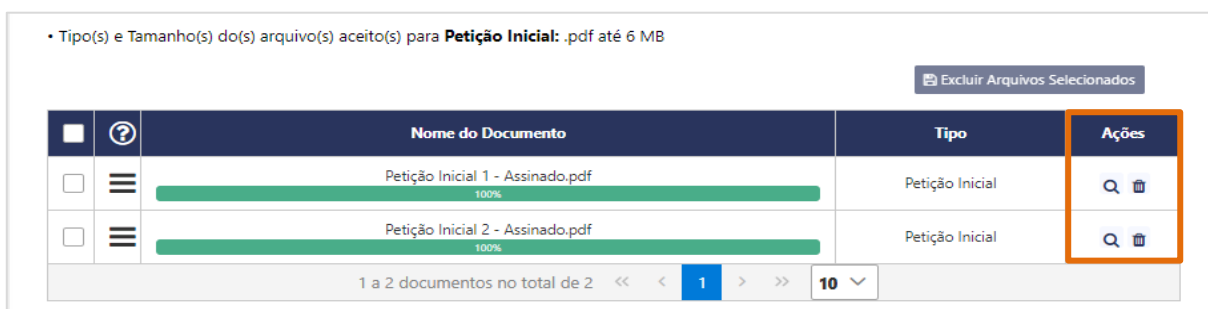 • Tipo(s) e Tamanho(s) do(s) arquivo(s) aceito(s) para Petição Inicial: .pdf até 6 MB
Excluir Arquivos Selecionados
Nome do Documento Tipo Ações
Petição Inicial 1 - Assinado.pdf
100%
Petição Inicial
Petição Inicial 2 - Assinado.pdf
100%
Petição Inicial
1 a 2 documentos no total de 2 << < 1 > >> 10